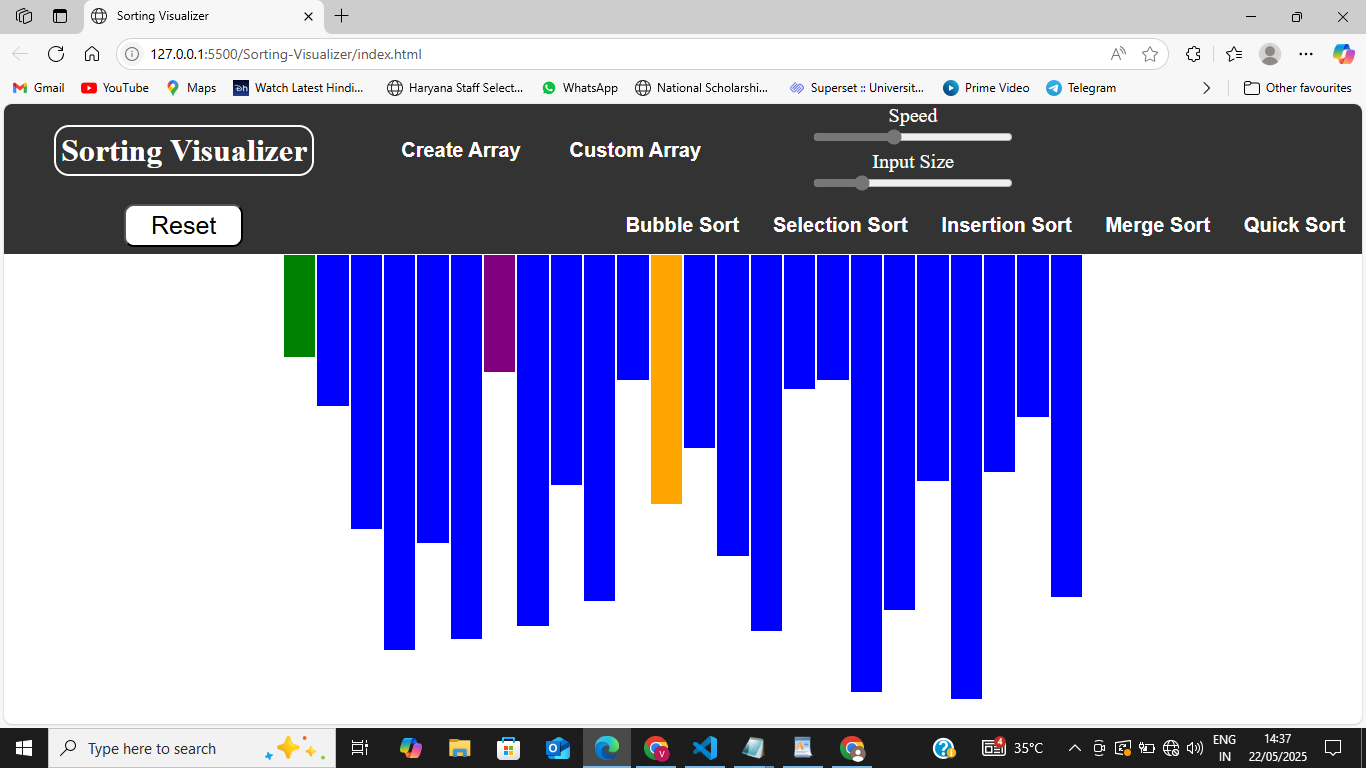 Sorting Visualizer
127.0.0.1:5500/Sorting-Visualizer/index.html
Gmail YouTube Maps Watch Latest Hindi... Haryana Staff Select... WhatsApp National Scholarshi... Superset :: Universit... Prime Video Telegram Other favourites
Speed
Sorting Visualizer Create Array Custom Array
Input Size
Reset Bubble Sort Selection Sort Insertion Sort Merge Sort Quick Sort
Type here to search 4 35°C ENG 14:37
IN 22/05/2025